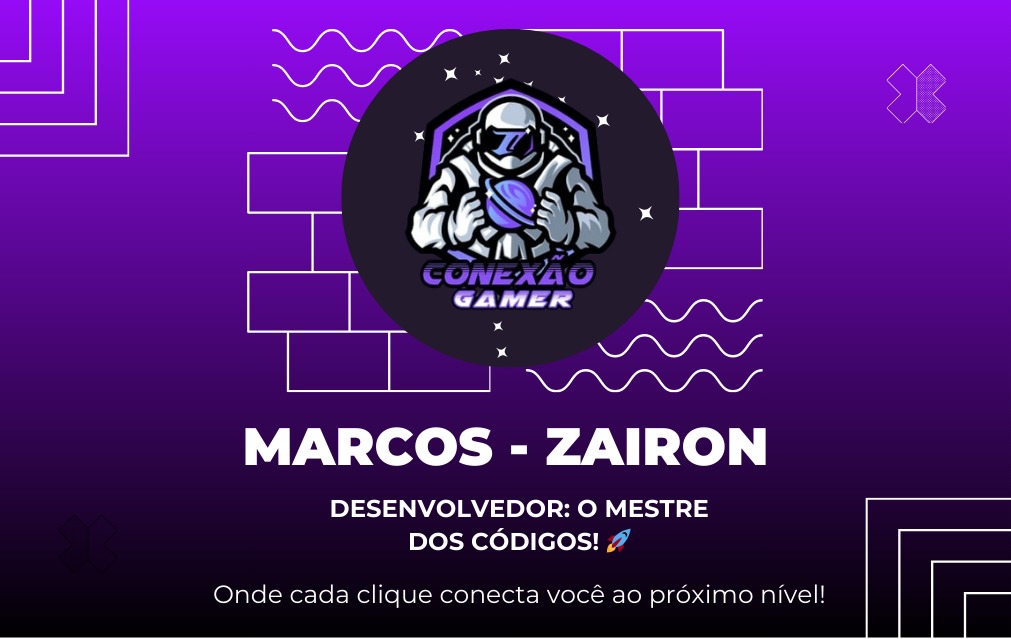 CONEXÃO
GAMER
MARCOS - ZAIRON
DESENVOLVEDOR: O MESTRE
DOS CÓDIGOS! 🚀
Onde cada clique conecta você ao próximo nível!